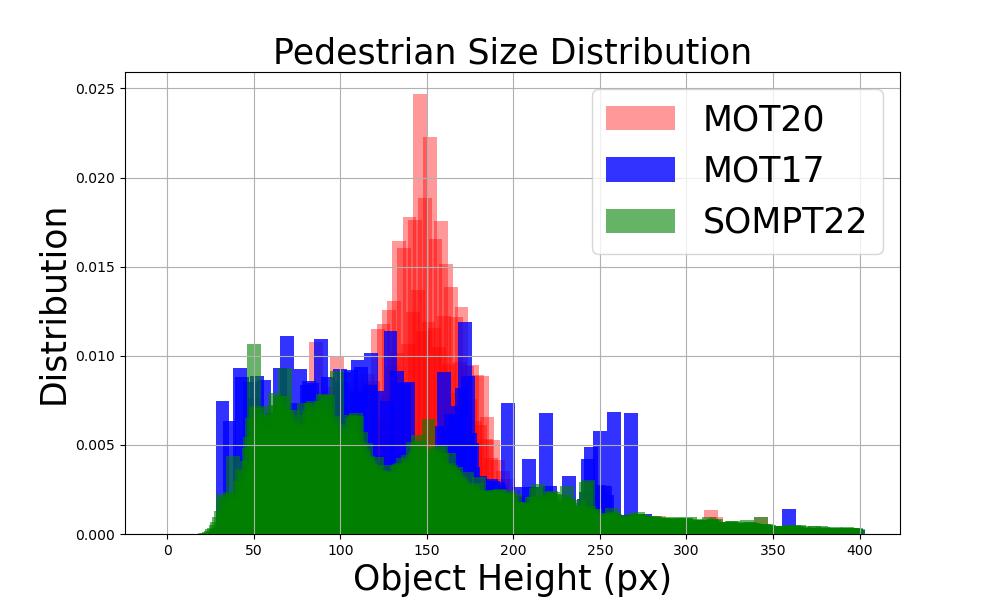 Pedestrian Size Distribution
MOT20
MOT17
SOMPT22
Distribution
0.025
0.020
0.015
0.010
0.005
0.000
0 50 100 150 200 250 300 350 400
Object Height (px)